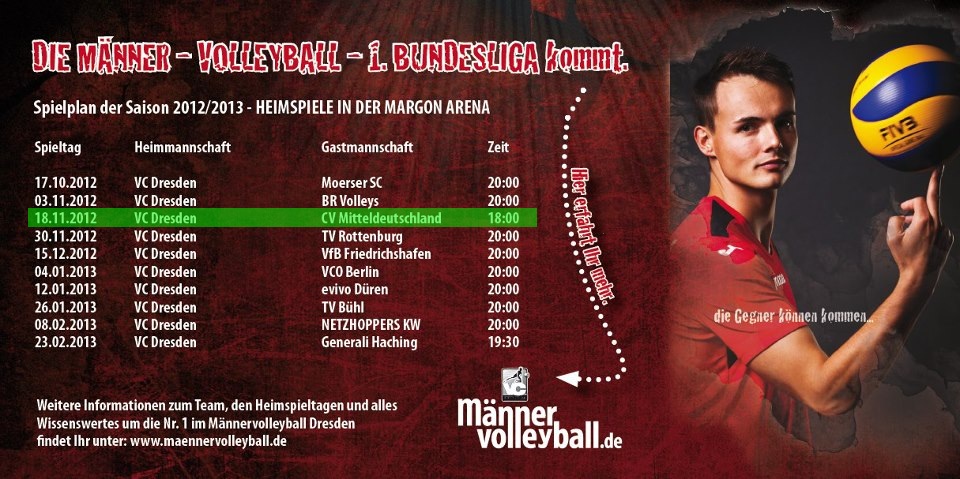 DIE MÄNNER – VOLLEYBALL – 1. BUNDESLIGA kommt.
Spielplan der Saison 2012/2013 - HEIMSPIELE IN DER MARGON ARENA
Spieltag Heimmannschaft Gastmannschaft Zeit
17.10.2012 VC Dresden Moerser SC 20:00
03.11.2012 VC Dresden BR Volleys 20:00
18.11.2012 VC Dresden CV Mitteldeutschland 18:00
30.11.2012 VC Dresden TV Rottenburg 20:00
15.12.2012 VC Dresden VfB Friedrichshafen 20:00
04.01.2013 VC Dresden VCO Berlin 20:00
12.01.2013 VC Dresden evivo Düren 20:00
26.01.2013 VC Dresden TV Bühl 20:00
08.02.2013 VC Dresden NETZHOPPERS KW 20:00
23.02.2013 VC Dresden Generali Haching 19:30
Hier erfahrt Ihr mehr.
die Gegner können kommen...
FIVB
VC
Männer
volleyball.de
Weitere Informationen zum Team, den Heimspieltagen und alles
Wissenswertes um die Nr. 1 im Männervolleyball Dresden
findet Ihr unter: www.maennervolleyball.de